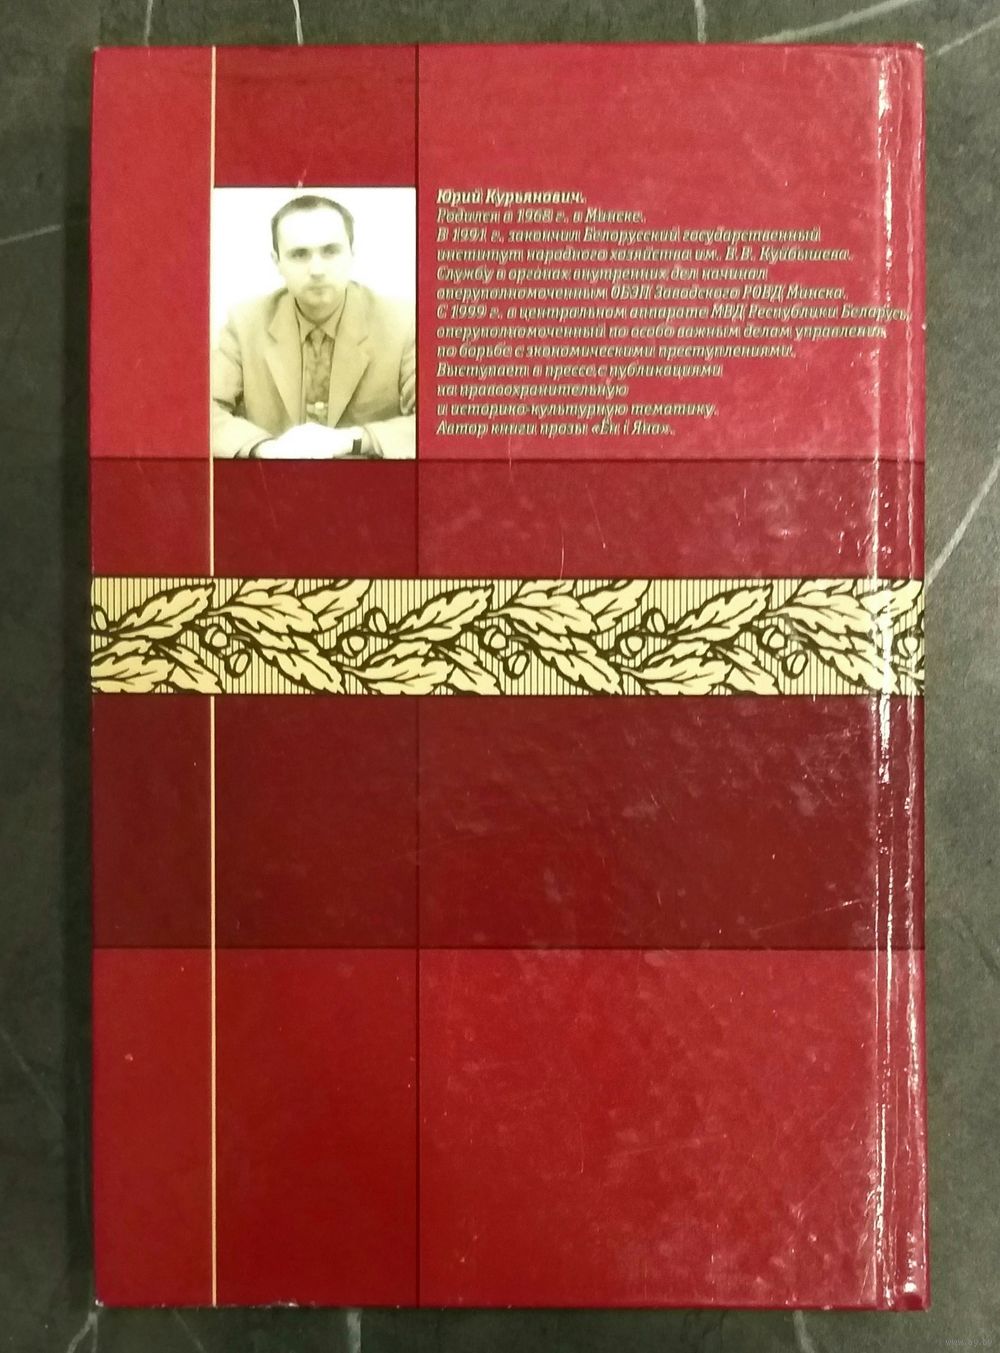 Юрий Курьянович.
Родился в 1968 г. в Минске.
В 1991 г. закончил Белорусский государственный
институт народного хозяйства им. В.В. Куйбышева.
Службу в органах внутренних дел начинал
оперуполномоченным ОБЭП Заводского РОВД Минска.
С 1999 г. в центральном аппарате МВД Республики Беларусь,
оперуполномоченный по особо важным делам управления
по борьбе с экономическими преступлениями.
Выступает в прессе с публикациями
на правоохранительную
и историко-культурную тематику.
Автор книги прозы «Ён і Яна».